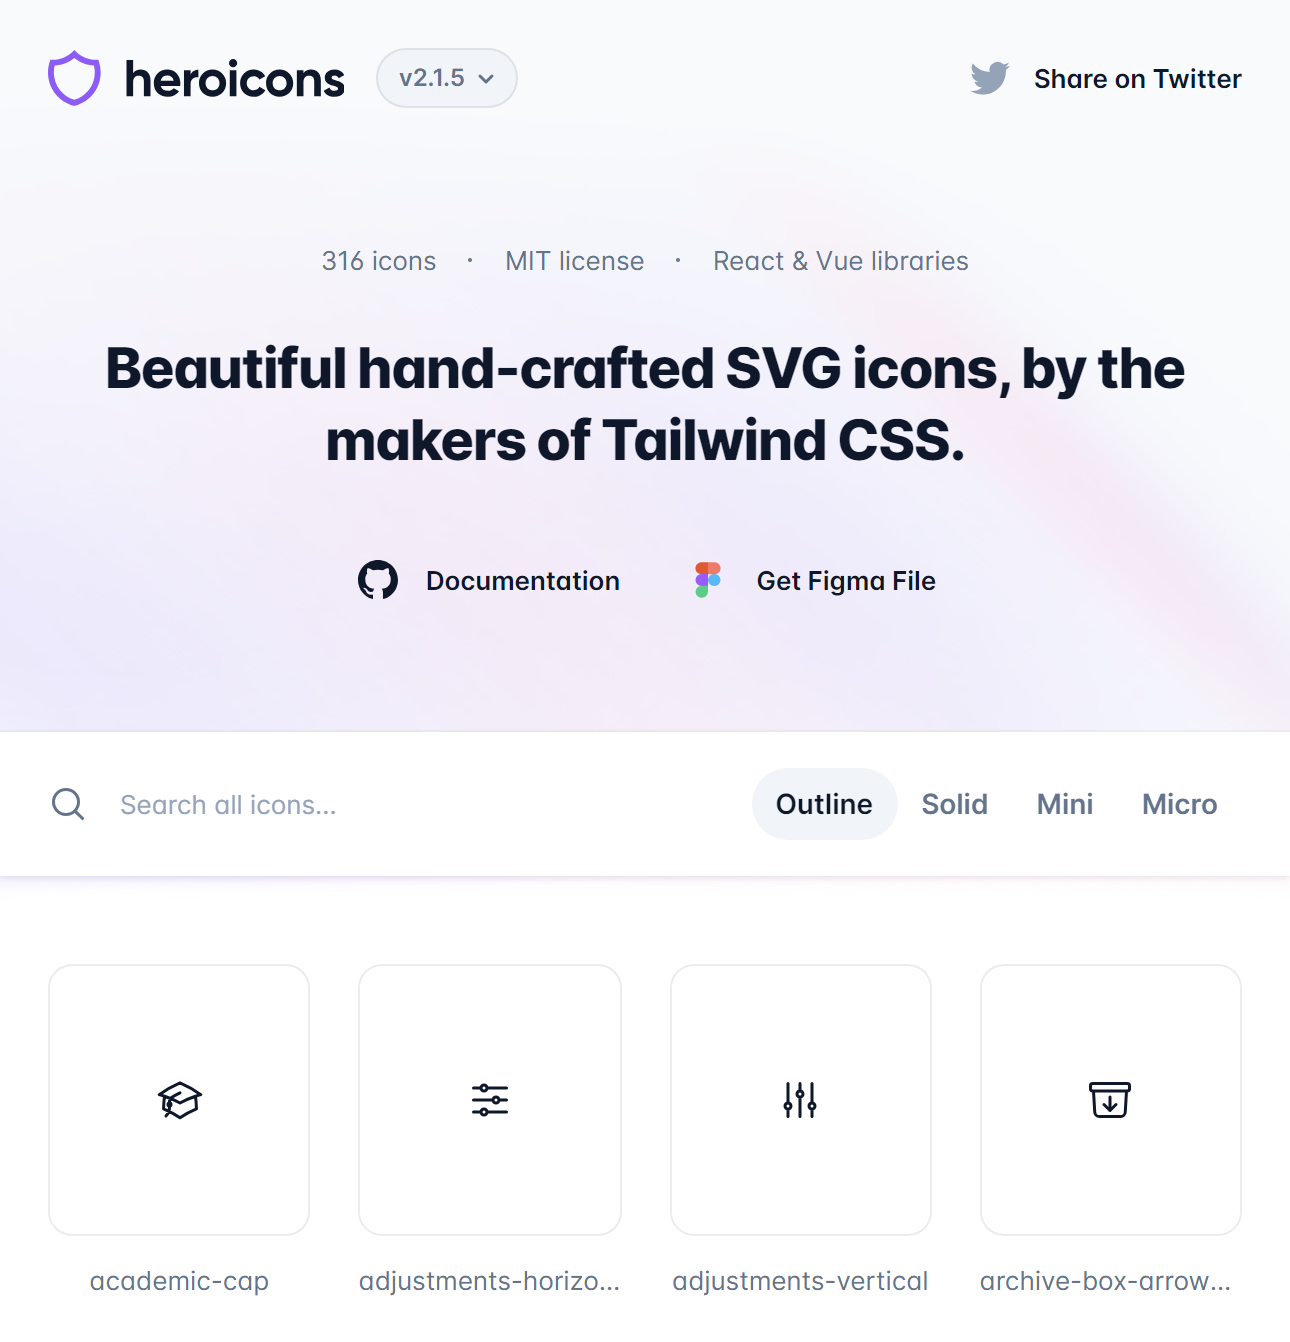 heroicons
v2.1.5
Share on Twitter
316 icons · MIT license · React & Vue libraries
Beautiful hand-crafted SVG icons, by the
makers of Tailwind CSS.
Documentation
Get Figma File
Search all icons...
Outline
Solid
Mini
Micro
academic-cap
adjustments-horizo...
adjustments-vertical
archive-box-arrow...